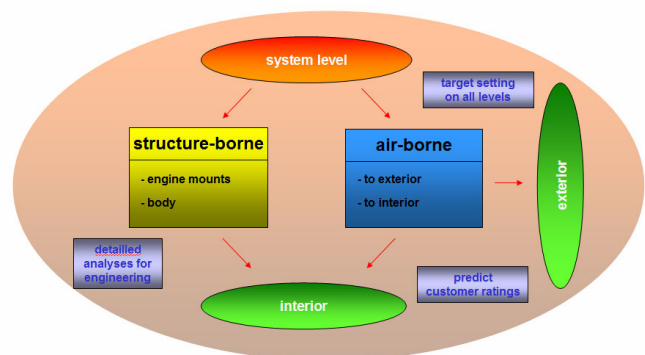 system level
target setting
on all levels
structure-borne
- engine mounts
- body
air-borne
- to exterior
- to interior
exterior
detailled
analyses for
engineering
interior
predict
customer ratings